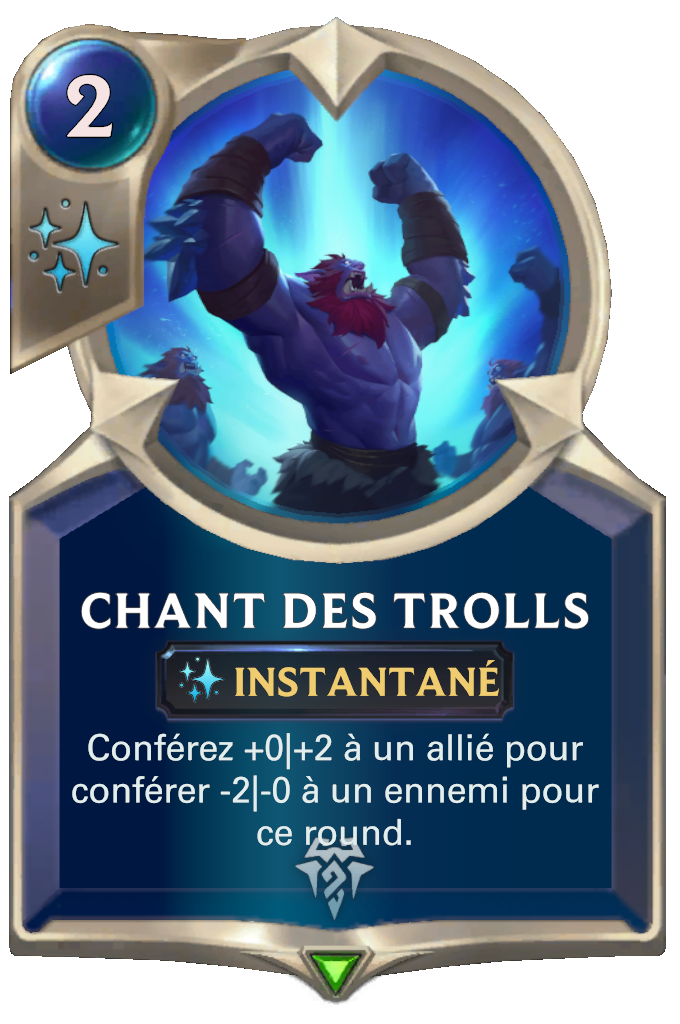 2
CHANT DES TROLLS
INSTANTANÉ
Conférez +0|+2 à un allié pour
conférer -2|-0 à un ennemi pour
ce round.